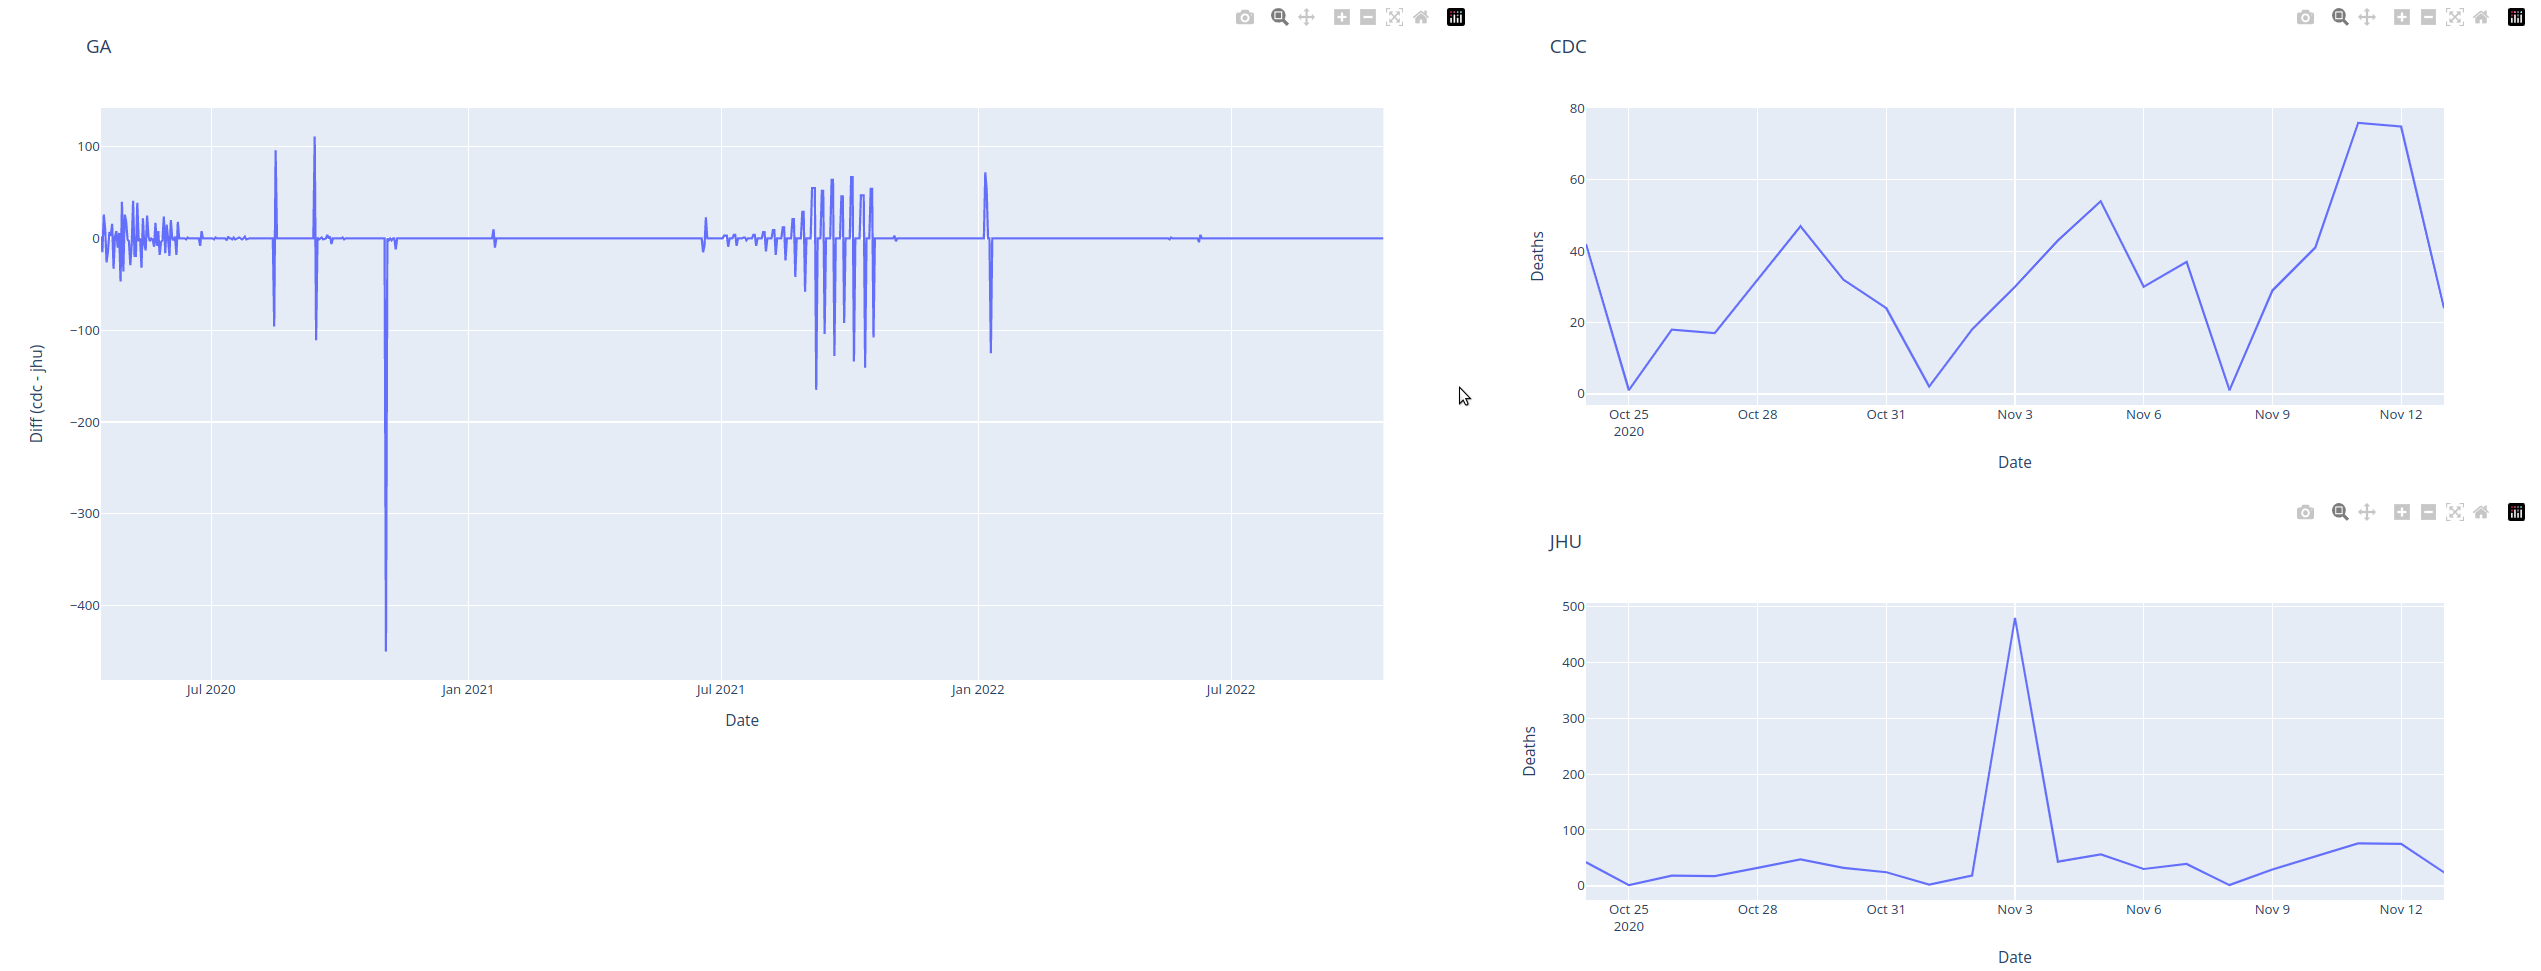 GA
100
0
−100
−200
−300
−400
Diff (cdc - jhu)
Jul 2020 Jan 2021 Jul 2021 Jan 2022 Jul 2022
Date
CDC
80
60
40
20
0
Deaths
Oct 25 Oct 28 Oct 31 Nov 3 Nov 6 Nov 9 Nov 12
2020
Date
JHU
500
400
300
200
100
0
Deaths
Oct 25 Oct 28 Oct 31 Nov 3 Nov 6 Nov 9 Nov 12
2020
Date